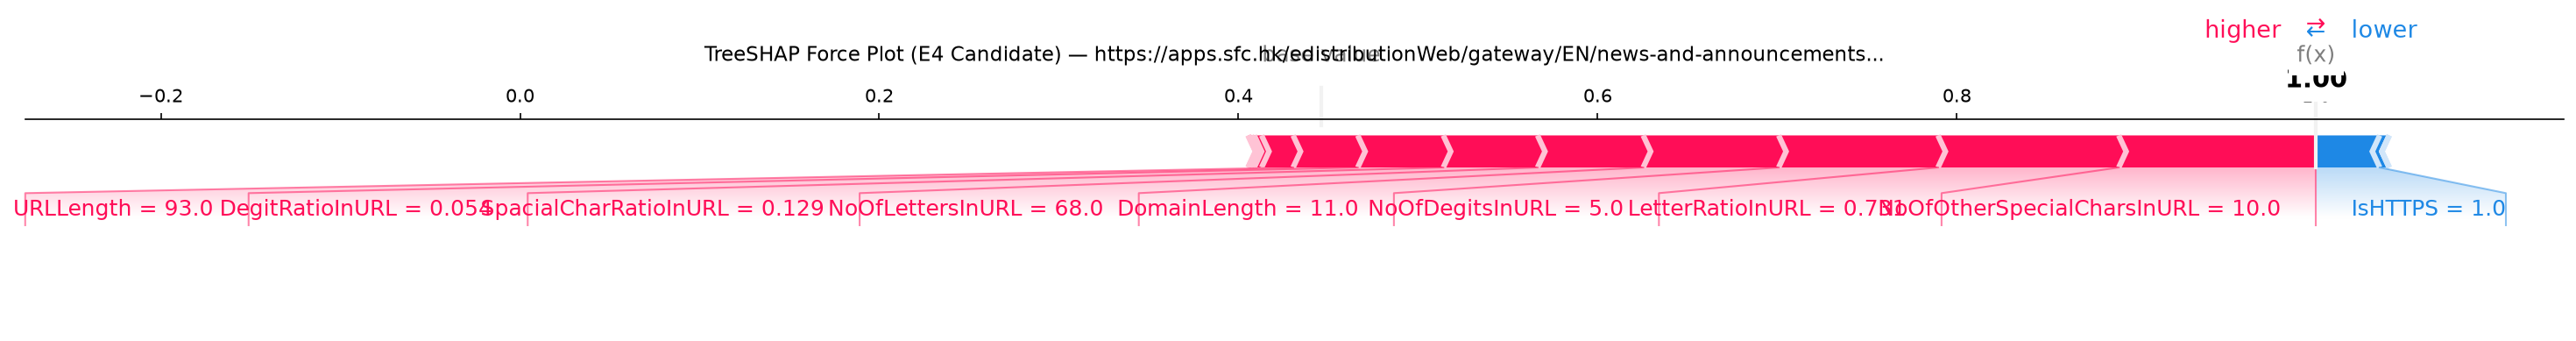 higher ⇄ lower
TreeSHAP Force Plot (E4 Candidate) — https://apps.sfc.hk/edistributionWeb/gateway/EN/news-and-announcements...
base value
f(x)
1.00
−0.2 0.0 0.2 0.4 0.6 0.8
URLLength = 93.0 DegitRatioInURL = 0.054 SpacialCharRatioInURL = 0.129 NoOfLettersInURL = 68.0 DomainLength = 11.0 NoOfDegitsInURL = 5.0 LetterRatioInURL = 0.731 NoOfOtherSpecialCharsInURL = 10.0 IsHTTPS = 1.0